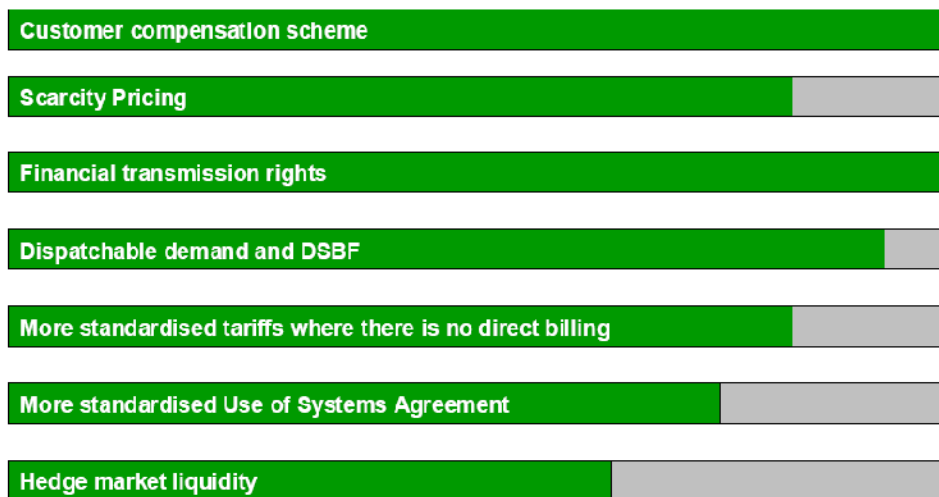 Customer compensation scheme
Scarcity Pricing
Financial transmission rights
Dispatchable demand and DSBF
More standardised tariffs where there is no direct billing
More standardised Use of Systems Agreement
Hedge market liquidity